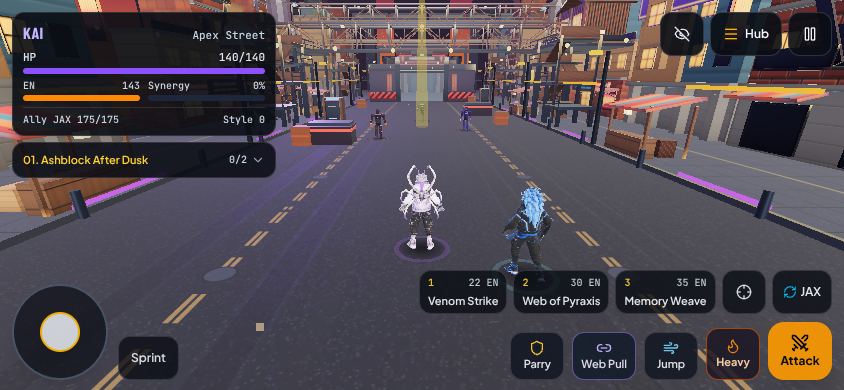 KAI Apex Street
HP 140/140
EN 143 Synergy 0%
Ally JAX 175/175 Style 0
01. Ashblock After Dusk 0/2
Hub
1 22 EN
Venom Strike
2 30 EN
Web of Pyraxis
3 35 EN
Memory Weave
JAX
Sprint
Parry
Web Pull
Jump
Heavy
Attack